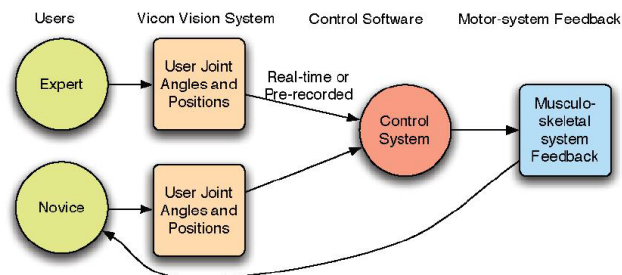 Users
Vicon Vision System
Control Software
Motor-system Feedback
Expert
User Joint
Angles and
Positions
Real-time or
Pre-recorded
Control
System
Musculo-
skeletal
system
Feedback
Novice
User Joint
Angles and
Positions